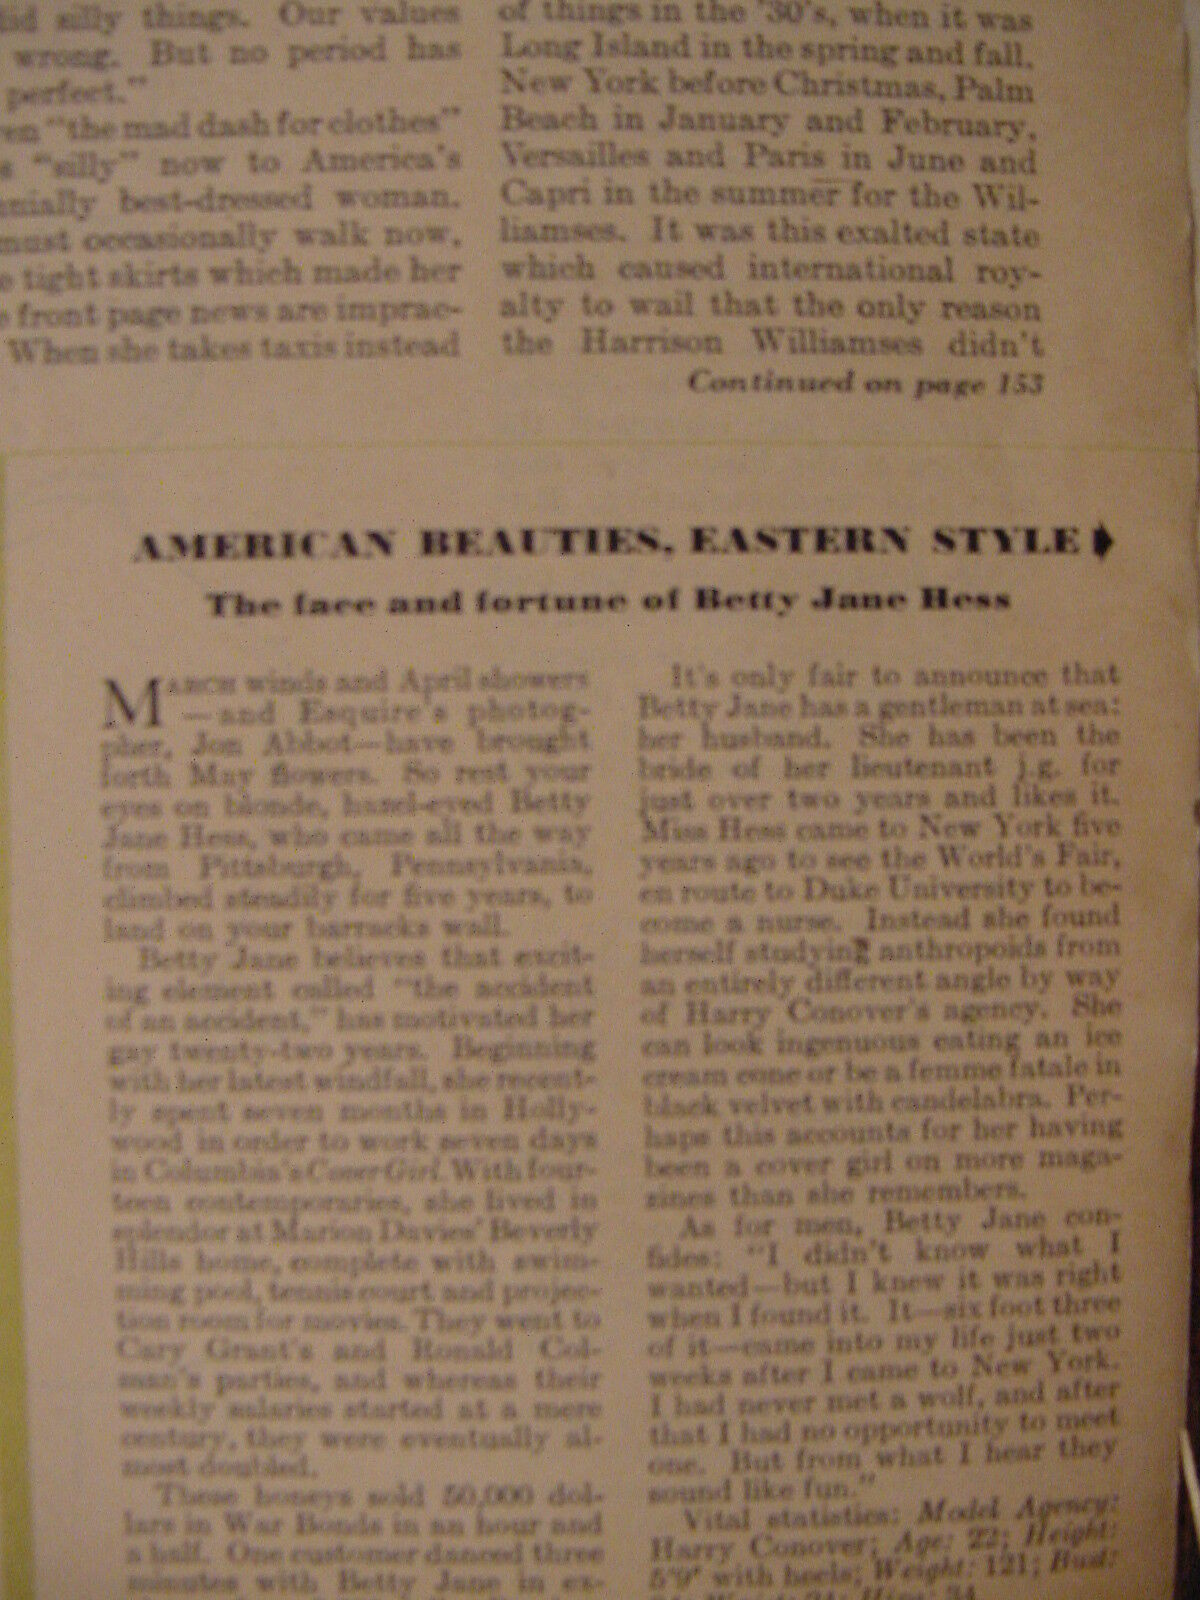 did silly things. Our values
wrong. But no period has
perfect."
"the mad dash for clothes"
"silly" now to America's
best-dressed woman.
must occasionally walk now,
tight skirts which made her
front page news are imprac-
When she takes taxis instead
of things in the '30's, when it was
Long Island in the spring and fall,
New York before Christmas, Palm
Beach in January and February,
Versailles and Paris in June and
Capri in the summer for the Wil-
liamses. It was this exalted state
which caused international roy-
alty to wail that the only reason
the Harrison Williamses didn't
Continued on page 153
AMERICAN BEAUTIES, EASTERN STYLE
The face and fortune of Betty Jane Hess
MARCH winds and April showers
—and Esquire's photog-
pher, Jon Abbot—have brought
forth May flowers. So rest your
eyes on blonde, hazel-eyed Betty
Jane Hess, who came all the way
from Pittsburgh, Pennsylvania,
climbed steadily for five years, to
land on your barracks wall.
Betty Jane believes that excit-
ing element called "the accident
of an accident," has motivated her
gay twenty-two years. Beginning
with her latest windfall, she recent-
ly spent seven months in Holly-
wood in order to work seven days
in Columbia's Cover Girl. With four-
teen contemporaries, she lived in
splendor at Marion Davies' Beverly
Hills home, complete with swim-
ming pool, tennis court and projec-
tion room for movies. They went to
Cary Grant's and Ronald Col-
man's parties, and whereas their
weekly salaries started at a mere
century, they were eventually al-
most doubled.
These honeys sold 50,000 dol-
lars in War Bonds in an hour and
a half. One customer danced three
minutes with Betty Jane in ex-
It's only fair to announce that
Betty Jane has a gentleman at sea:
her husband. She has been the
bride of her lieutenant j.g. for
just over two years and likes it.
Miss Hess came to New York five
years ago to see the World's Fair,
en route to Duke University to be-
come a nurse. Instead she found
herself studying anthropoids from
an entirely different angle by way
of Harry Conover's agency. She
can look ingenuous eating an ice
cream cone or be a femme fatale in
black velvet with candelabra. Per-
haps this accounts for her having
been a cover girl on more maga-
zines than she remembers.
As for men, Betty Jane con-
fides: "I didn't know what I
wanted—but I knew it was right
when I found it. It—six foot three
of it—came into my life just two
weeks after I came to New York.
I had never met a wolf, and after
that I had no opportunity to meet
one. But from what I hear they
sound like fun."
Vital statistics: Model Agency:
Harry Conover; Age: 22; Height:
5'9" with heels; Weight: 121; Bust: